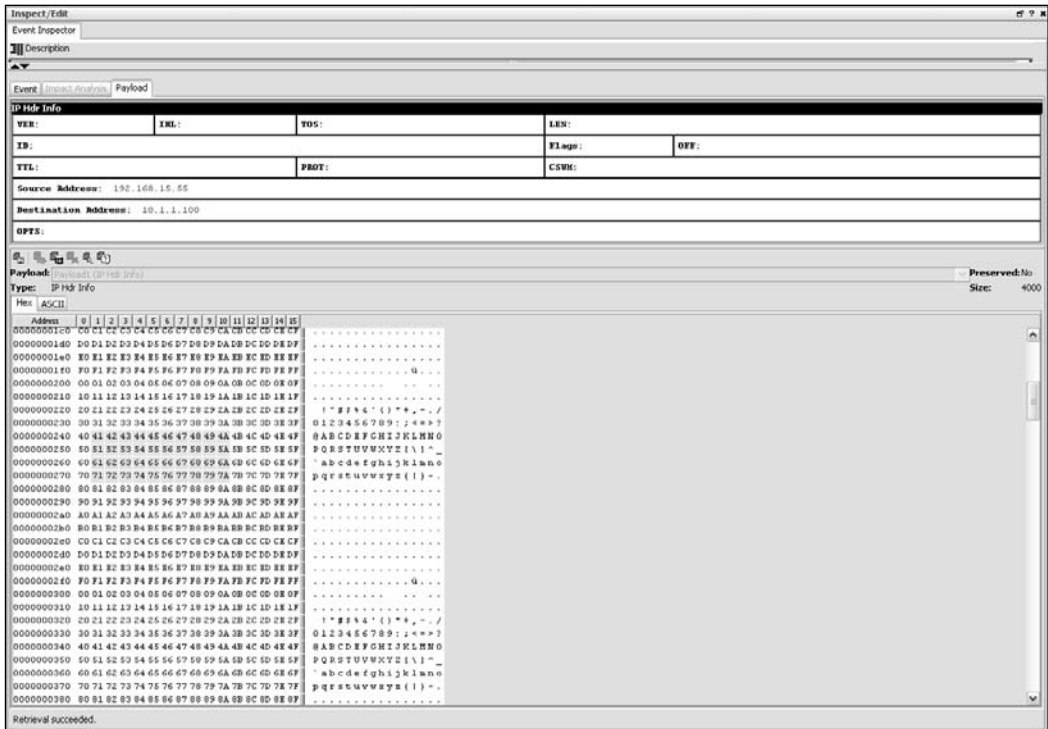 Inspect/Edit
Event Inspector
Description
Event Impact Analysis Payload
IP Hdr Info
VER: IHL: TOS: LEN:
ID: Flags: OFF:
TTL: PROT: CSUM:
Source Address: 192.168.15.55
Destination Address: 10.1.1.100
OPTS:
Payload: Payload1 (IP Hdr Info) Preserved: No
Type: IP Hdr Info Size: 4000
Hex ASCII
Address 0 1 2 3 4 5 6 7 8 9 10 11 12 13 14 15
00000001c0 C0 C1 C2 C3 C4 C5 C6 C7 C8 C9 CA CB CC CD CE CF ................
00000001d0 D0 D1 D2 D3 D4 D5 D6 D7 D8 D9 DA DB DC DD DE DF ................
00000001e0 E0 E1 E2 E3 E4 E5 E6 E7 E8 E9 EA EB EC ED EE EF ................
00000001f0 F0 F1 F2 F3 F4 F5 F6 F7 F8 F9 FA FB FC FD FE FF ............û...
0000000200 00 01 02 03 04 05 06 07 08 09 0A 0B 0C 0D 0E 0F ......... .. ..
0000000210 10 11 12 13 14 15 16 17 18 19 1A 1B 1C 1D 1E 1F ................
0000000220 20 21 22 23 24 25 26 27 28 29 2A 2B 2C 2D 2E 2F !"#$%&'()*+,-./
0000000230 30 31 32 33 34 35 36 37 38 39 3A 3B 3C 3D 3E 3F 0123456789:;<=>?
0000000240 40 41 42 43 44 45 46 47 48 49 4A 4B 4C 4D 4E 4F @ABCDEFGHIJKLMNO
0000000250 50 51 52 53 54 55 56 57 58 59 5A 5B 5C 5D 5E 5F PQRSTUVWXYZ[\]^_
0000000260 60 61 62 63 64 65 66 67 68 69 6A 6B 6C 6D 6E 6F `abcdefghijklmno
0000000270 70 71 72 73 74 75 76 77 78 79 7A 7B 7C 7D 7E 7F pqrstuvwxyz{|}~.
0000000280 80 81 82 83 84 85 86 87 88 89 8A 8B 8C 8D 8E 8F ................
0000000290 90 91 92 93 94 95 96 97 98 99 9A 9B 9C 9D 9E 9F ................
00000002a0 A0 A1 A2 A3 A4 A5 A6 A7 A8 A9 AA AB AC AD AE AF ................
00000002b0 B0 B1 B2 B3 B4 B5 B6 B7 B8 B9 BA BB BC BD BE BF ................
00000002c0 C0 C1 C2 C3 C4 C5 C6 C7 C8 C9 CA CB CC CD CE CF ................
00000002d0 D0 D1 D2 D3 D4 D5 D6 D7 D8 D9 DA DB DC DD DE DF ................
00000002e0 E0 E1 E2 E3 E4 E5 E6 E7 E8 E9 EA EB EC ED EE EF ................
00000002f0 F0 F1 F2 F3 F4 F5 F6 F7 F8 F9 FA FB FC FD FE FF ............û...
0000000300 00 01 02 03 04 05 06 07 08 09 0A 0B 0C 0D 0E 0F ......... .. ..
0000000310 10 11 12 13 14 15 16 17 18 19 1A 1B 1C 1D 1E 1F ................
0000000320 20 21 22 23 24 25 26 27 28 29 2A 2B 2C 2D 2E 2F !"#$%&'()*+,-./
0000000330 30 31 32 33 34 35 36 37 38 39 3A 3B 3C 3D 3E 3F 0123456789:;<=>?
0000000340 40 41 42 43 44 45 46 47 48 49 4A 4B 4C 4D 4E 4F @ABCDEFGHIJKLMNO
0000000350 50 51 52 53 54 55 56 57 58 59 5A 5B 5C 5D 5E 5F PQRSTUVWXYZ[\]^_
0000000360 60 61 62 63 64 65 66 67 68 69 6A 6B 6C 6D 6E 6F `abcdefghijklmno
0000000370 70 71 72 73 74 75 76 77 78 79 7A 7B 7C 7D 7E 7F pqrstuvwxyz{|}~.
0000000380 80 81 82 83 84 85 86 87 88 89 8A 8B 8C 8D 8E 8F ................
Retrieval succeeded.